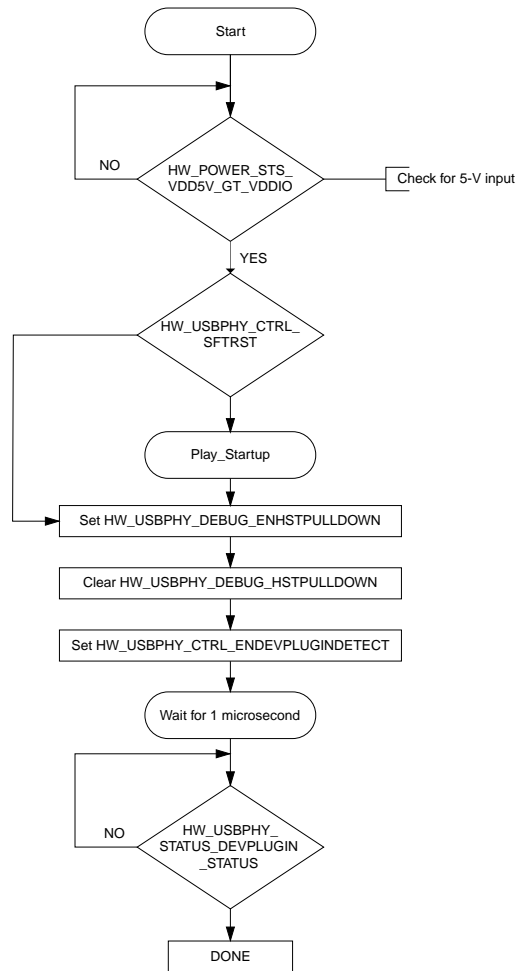 Start
NO
HW_POWER_STS_
VDD5V_GT_VDDIO
Check for 5-V input
YES
HW_USBPHY_CTRL_
SFTRST
Play_Startup
Set HW_USBPHY_DEBUG_ENHSTPULLDOWN
Clear HW_USBPHY_DEBUG_HSTPULLDOWN
Set HW_USBPHY_CTRL_ENDEVPLUGINDETECT
Wait for 1 microsecond
NO
HW_USBPHY_
STATUS_DEVPLUGIN
_STATUS
DONE